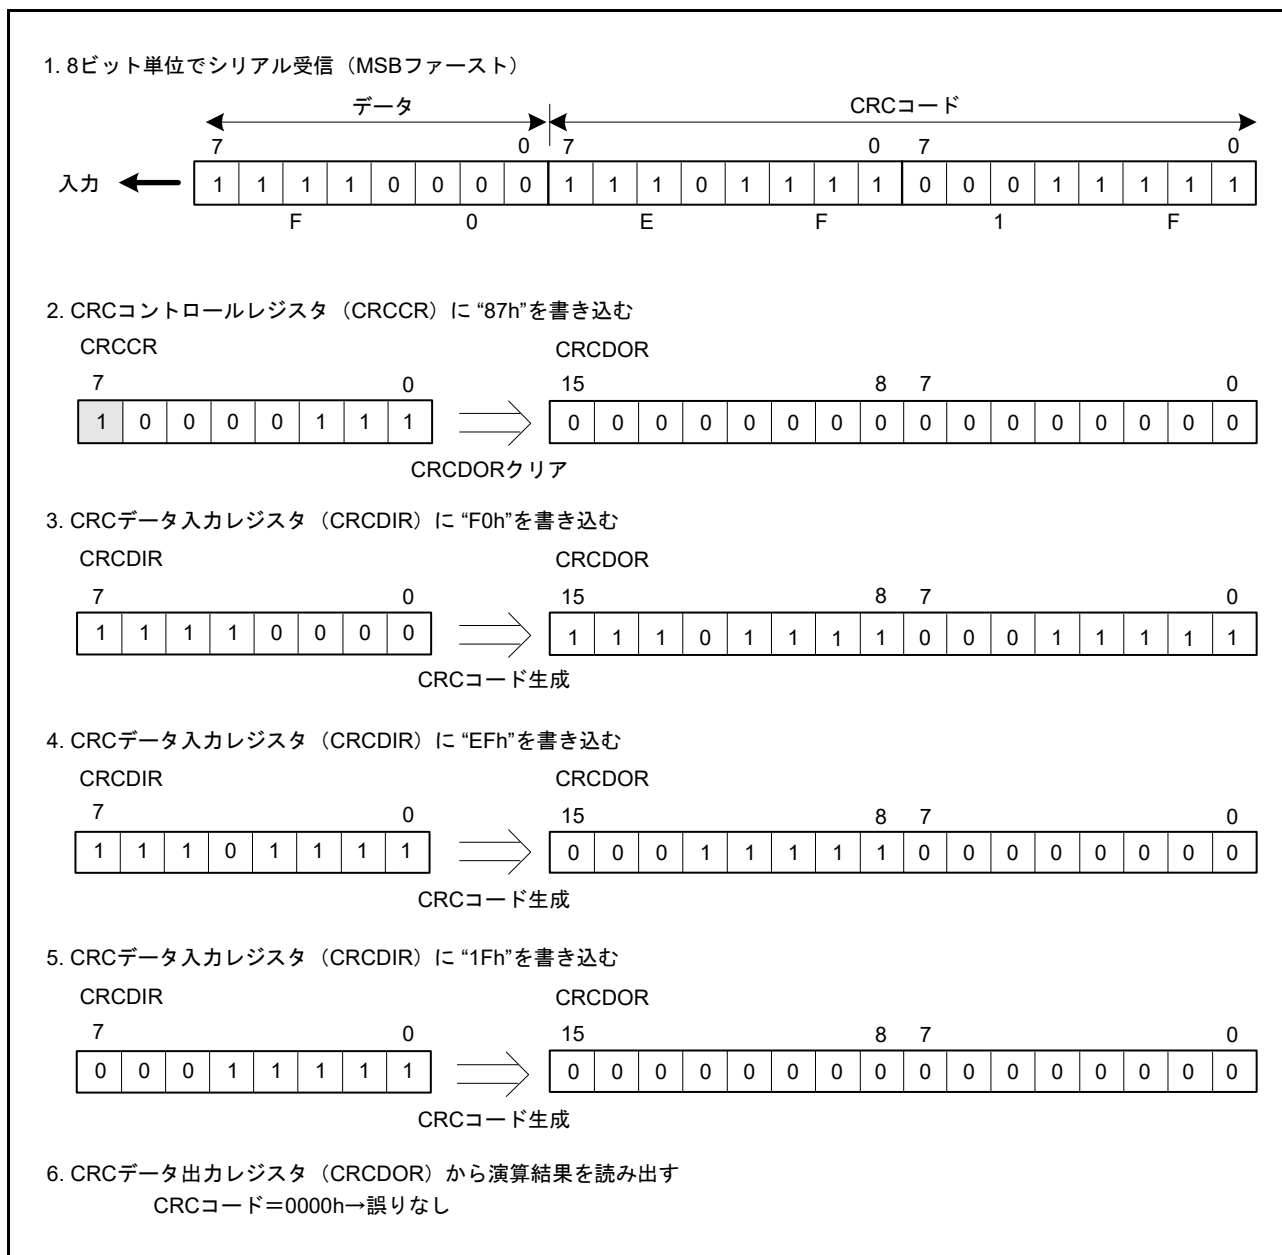 1. 8ビット単位でシリアル受信（MSBファースト）
データ CRCコード
7 0 7 0 7 0
入力 1 1 1 1 0 0 0 0 1 1 1 0 1 1 1 1 0 0 0 1 1 1 1 1
F 0 E F 1 F
2. CRCコントロールレジスタ（CRCCR）に “87h”を書き込む
CRCCR CRCDOR
7 0 15 8 7 0
1 0 0 0 0 1 1 1 0 0 0 0 0 0 0 0 0 0 0 0 0 0 0 0
CRCDORクリア
3. CRCデータ入力レジスタ（CRCDIR）に “F0h”を書き込む
CRCDIR CRCDOR
7 0 15 8 7 0
1 1 1 1 0 0 0 0 1 1 1 0 1 1 1 1 0 0 0 1 1 1 1 1
CRCコード生成
4. CRCデータ入力レジスタ（CRCDIR）に “EFh”を書き込む
CRCDIR CRCDOR
7 0 15 8 7 0
1 1 1 0 1 1 1 1 0 0 0 1 1 1 1 1 0 0 0 0 0 0 0 0
CRCコード生成
5. CRCデータ入力レジスタ（CRCDIR）に “1Fh”を書き込む
CRCDIR CRCDOR
7 0 15 8 7 0
0 0 0 1 1 1 1 1 0 0 0 0 0 0 0 0 0 0 0 0 0 0 0 0
CRCコード生成
6. CRCデータ出力レジスタ（CRCDOR）から演算結果を読み出す
CRCコード＝0000h→誤りなし